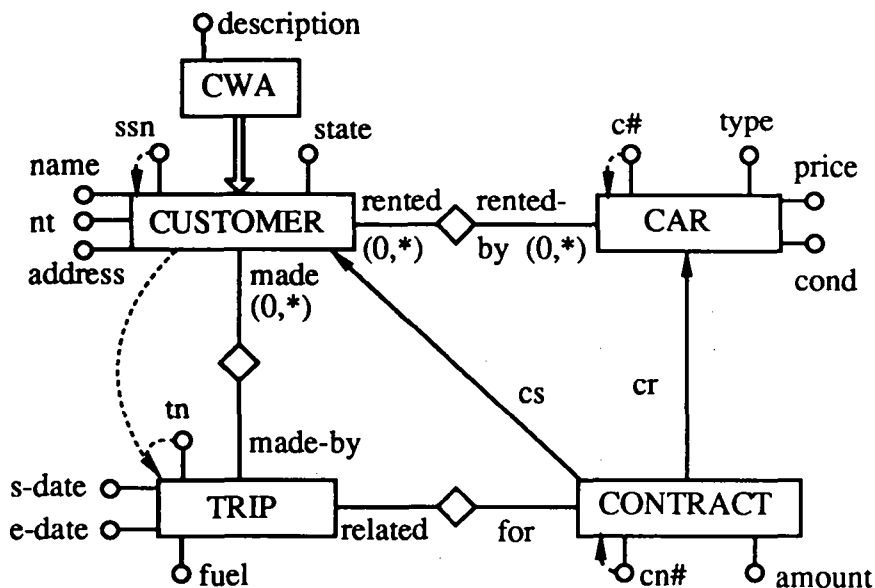 description
CWA
ssn
state
c#
type
name
price
nt
CUSTOMER
rented
rented-
CAR
(0,*)
by (0,*)
address
made
cond
(0,*)
cs
cr
tn
made-by
s-date
TRIP
CONTRACT
e-date
related
for
fuel
cn#
amount